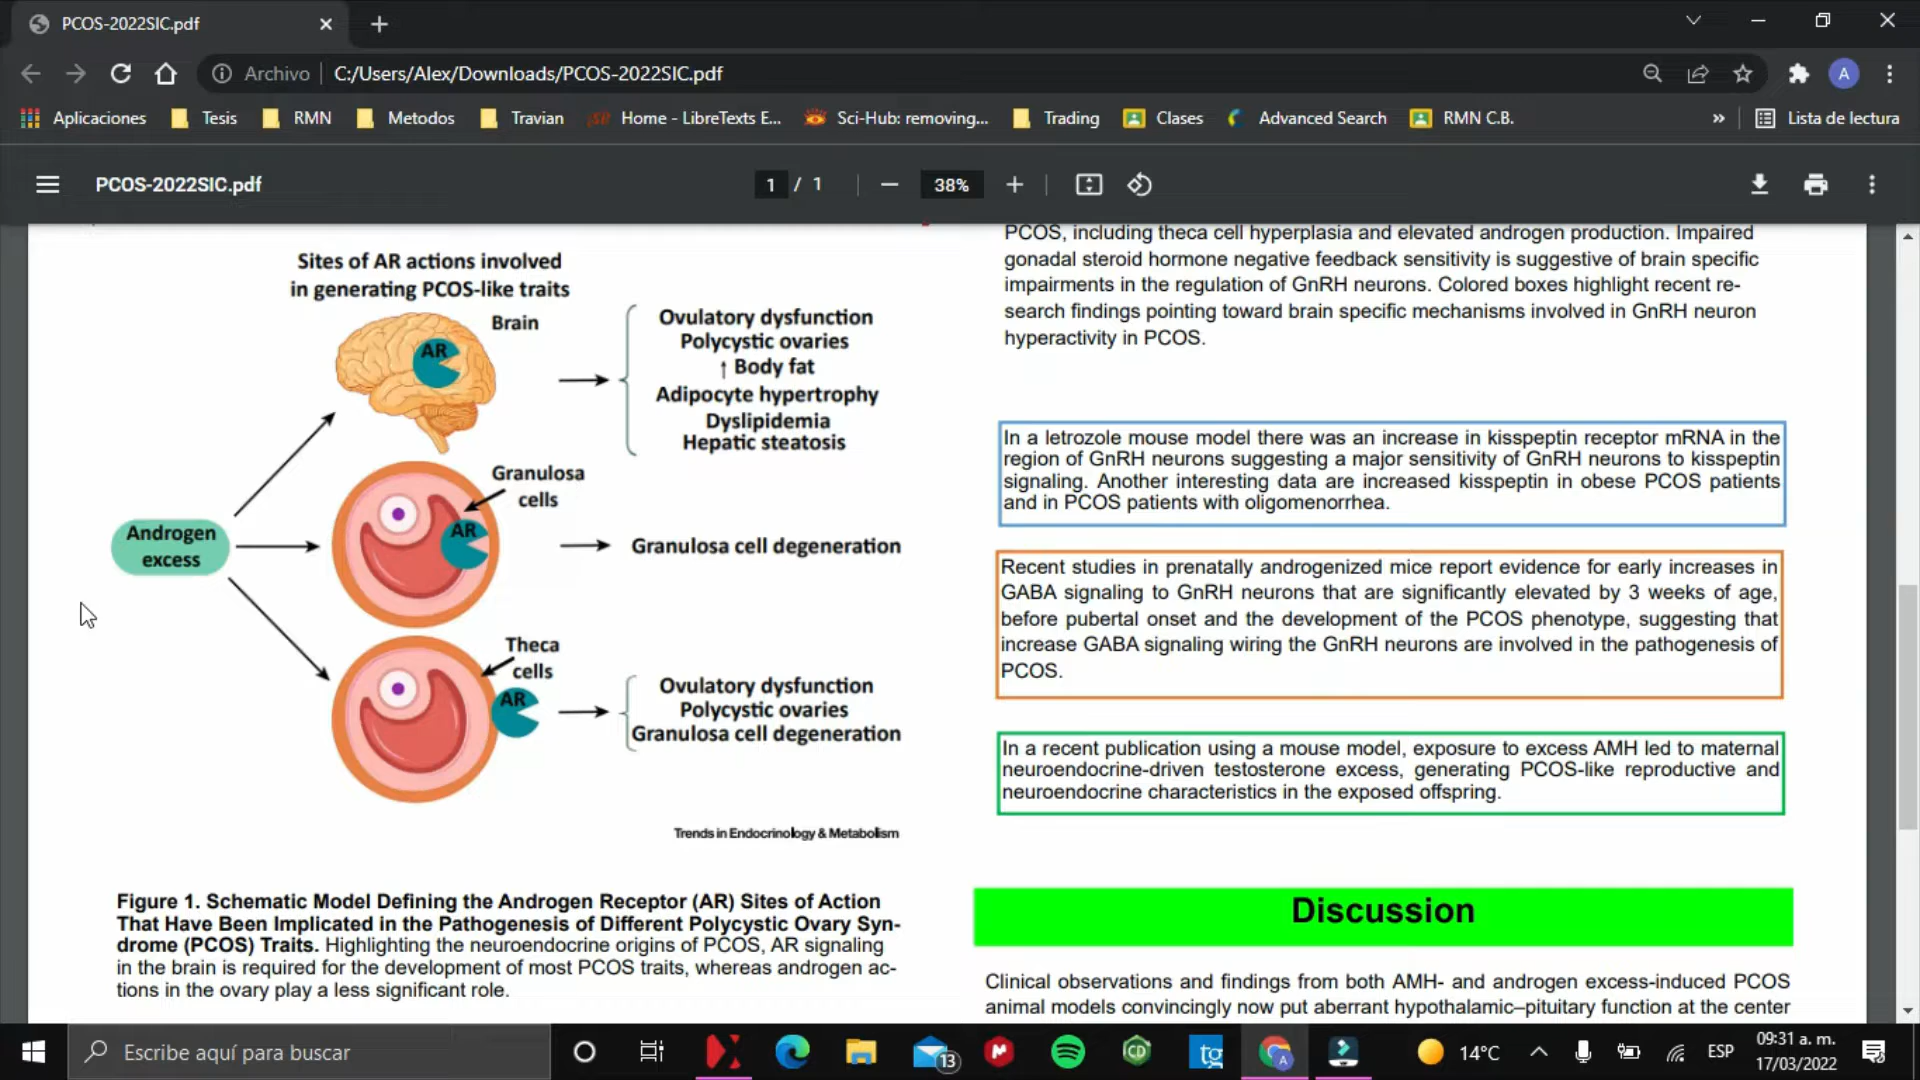 PCOS-2022SIC.pdf
Archivo
C:/Users/Alex/Downloads/PCOS-2022SIC.pdf
A
Aplicaciones
Tesis
RMN
Metodos
Travian
Home - LibreTexts E...
Sci-Hub: removing...
Trading
Clases
Advanced Search
RMN C.B.
»
Lista de lectura
PCOS-2022SIC.pdf
1 / 1
38%
Sites of AR actions involved
in generating PCOS-like traits
Brain
AR
Ovulatory dysfunction
Polycystic ovaries
↑ Body fat
Adipocyte hypertrophy
Dyslipidemia
Hepatic steatosis
Androgen
excess
Granulosa
cells
AR
Granulosa cell degeneration
Theca
cells
AR
Ovulatory dysfunction
Polycystic ovaries
Granulosa cell degeneration
Trends in Endocrinology & Metabolism
Figure 1. Schematic Model Defining the Androgen Receptor (AR) Sites of Action
That Have Been Implicated in the Pathogenesis of Different Polycystic Ovary Syn-
drome (PCOS) Traits. Highlighting the neuroendocrine origins of PCOS, AR signaling
in the brain is required for the development of most PCOS traits, whereas androgen ac-
tions in the ovary play a less significant role.
PCOS, including theca cell hyperplasia and elevated androgen production. Impaired
gonadal steroid hormone negative feedback sensitivity is suggestive of brain specific
impairments in the regulation of GnRH neurons. Colored boxes highlight recent re-
search findings pointing toward brain specific mechanisms involved in GnRH neuron
hyperactivity in PCOS.
In a letrozole mouse model there was an increase in kisspeptin receptor mRNA in the
region of GnRH neurons suggesting a major sensitivity of GnRH neurons to kisspeptin
signaling. Another interesting data are increased kisspeptin in obese PCOS patients
and in PCOS patients with oligomenorrhea.
Recent studies in prenatally androgenized mice report evidence for early increases in
GABA signaling to GnRH neurons that are significantly elevated by 3 weeks of age,
before pubertal onset and the development of the PCOS phenotype, suggesting that
increase GABA signaling wiring the GnRH neurons are involved in the pathogenesis of
PCOS.
In a recent publication using a mouse model, exposure to excess AMH led to maternal
neuroendocrine-driven testosterone excess, generating PCOS-like reproductive and
neuroendocrine characteristics in the exposed offspring.
Discussion
Clinical observations and findings from both AMH- and androgen excess-induced PCOS
animal models convincingly now put aberrant hypothalamic–pituitary function at the center
Escribe aquí para buscar
13
CD
tg
A
14°C
ESP
09:31 a. m.
17/03/2022